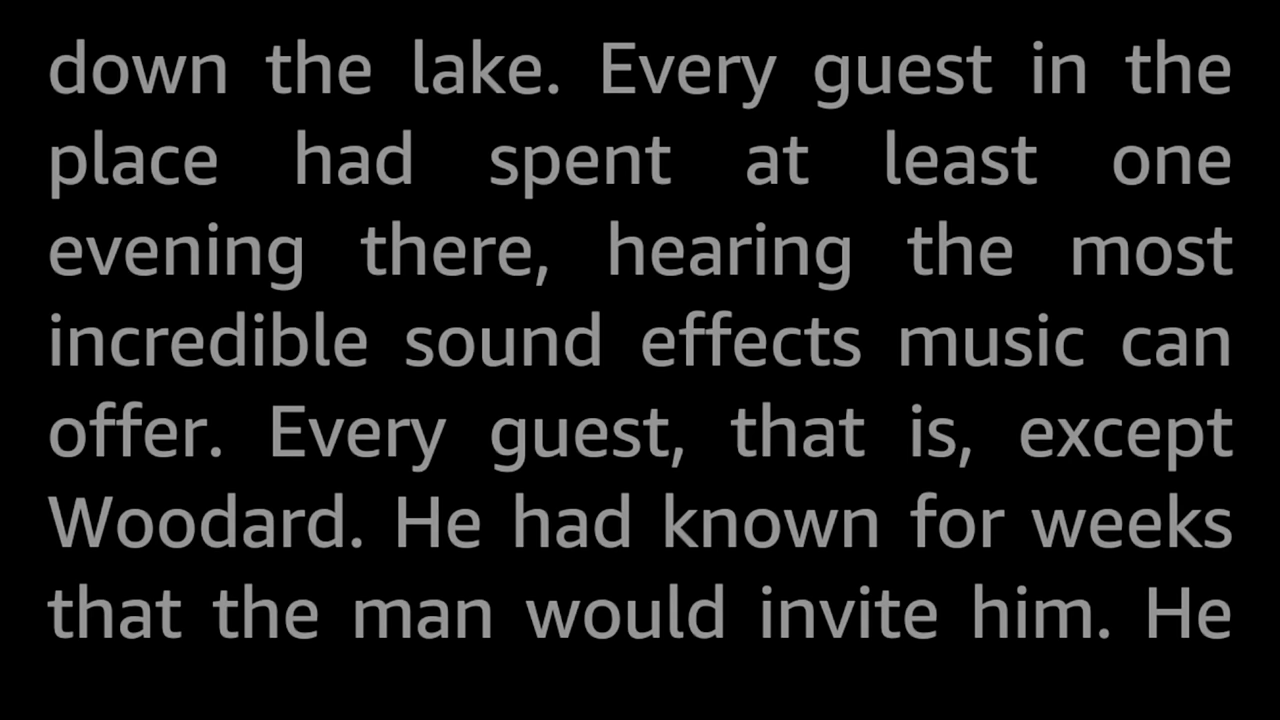 down the lake. Every guest in the
place had spent at least one
evening there, hearing the most
incredible sound effects music can
offer. Every guest, that is, except
Woodard. He had known for weeks
that the man would invite him. He